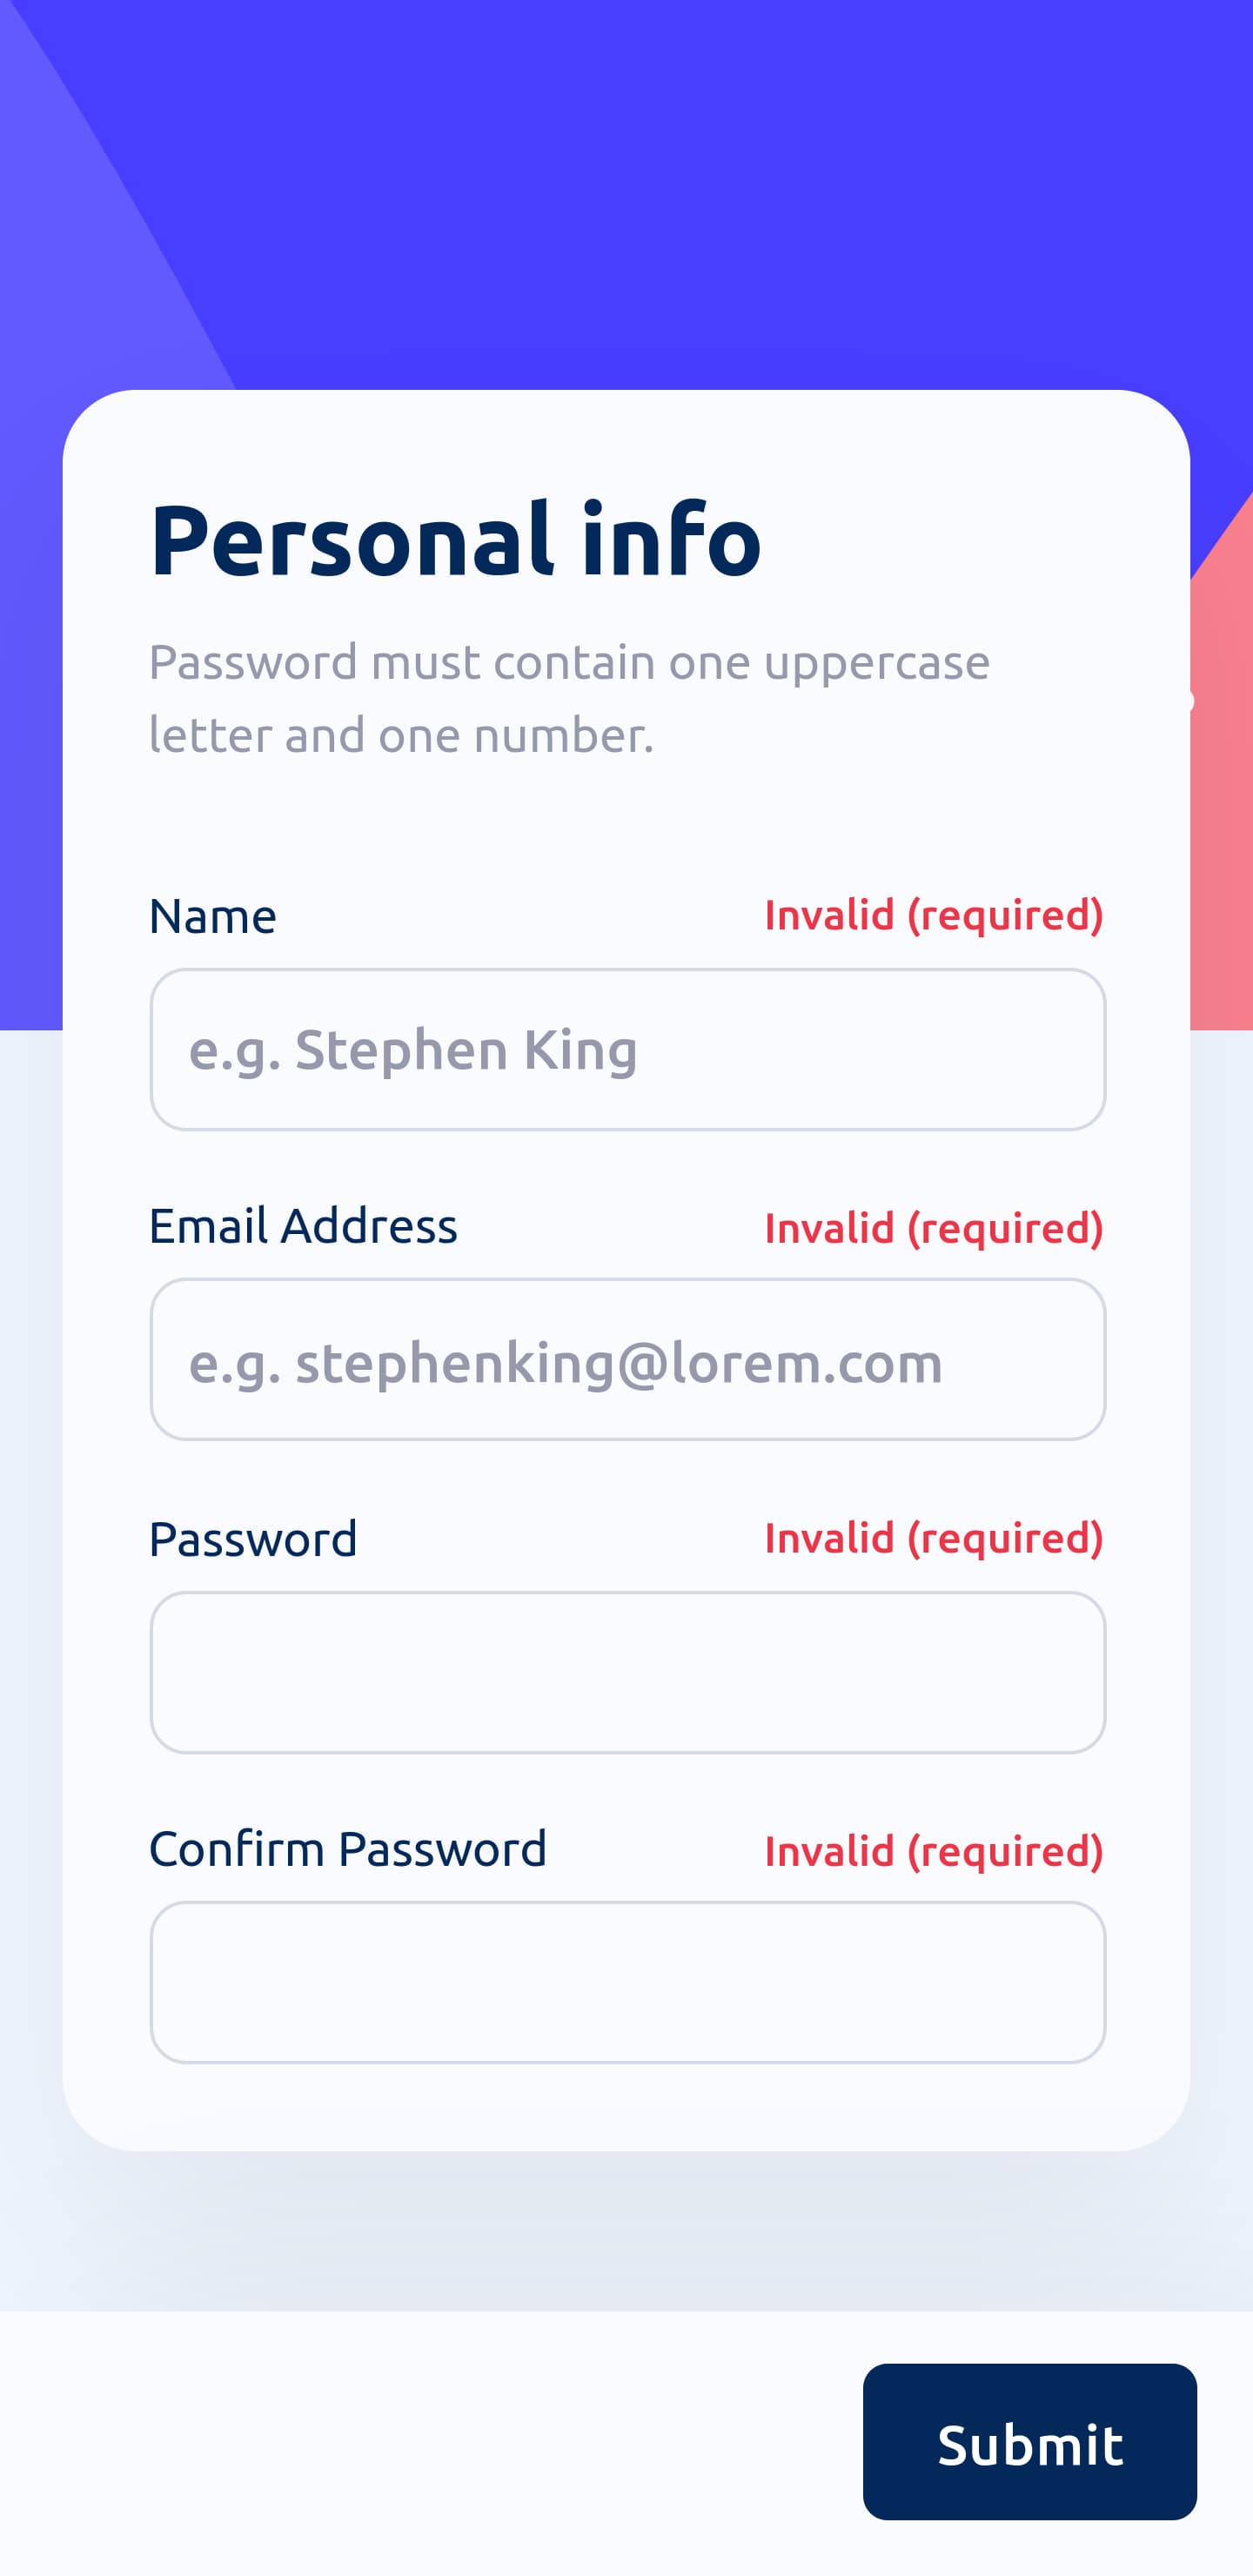 Personal info
Password must contain one uppercase
letter and one number.
Name Invalid (required)
e.g. Stephen King
Email Address Invalid (required)
e.g. stephenking@lorem.com
Password Invalid (required)
Confirm Password Invalid (required)
Submit